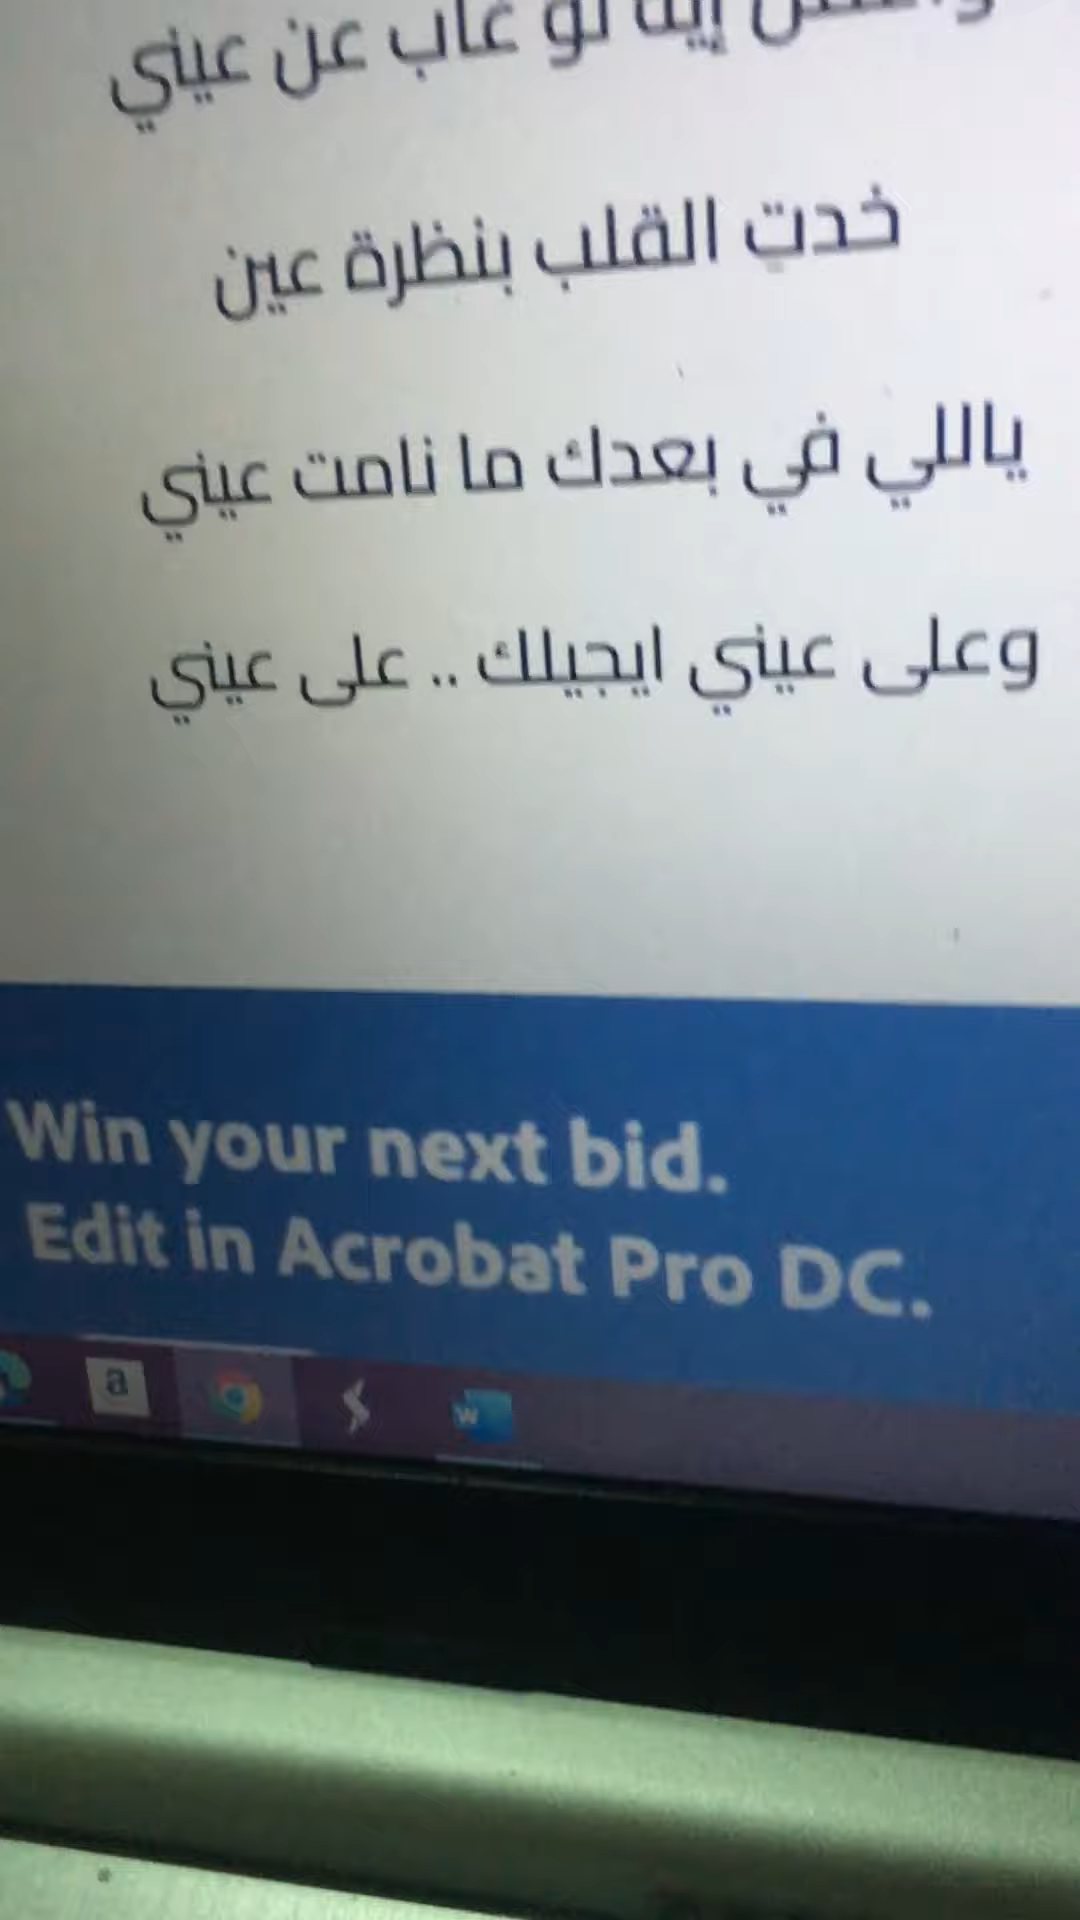 إيه لو غاب عن عيني
خدت القلب بنظرة عين
ياللي في بعدك ما نامت عيني
وعلى عيني ايجيلك .. على عيني
Win your next bid.
Edit in Acrobat Pro DC.
a
W